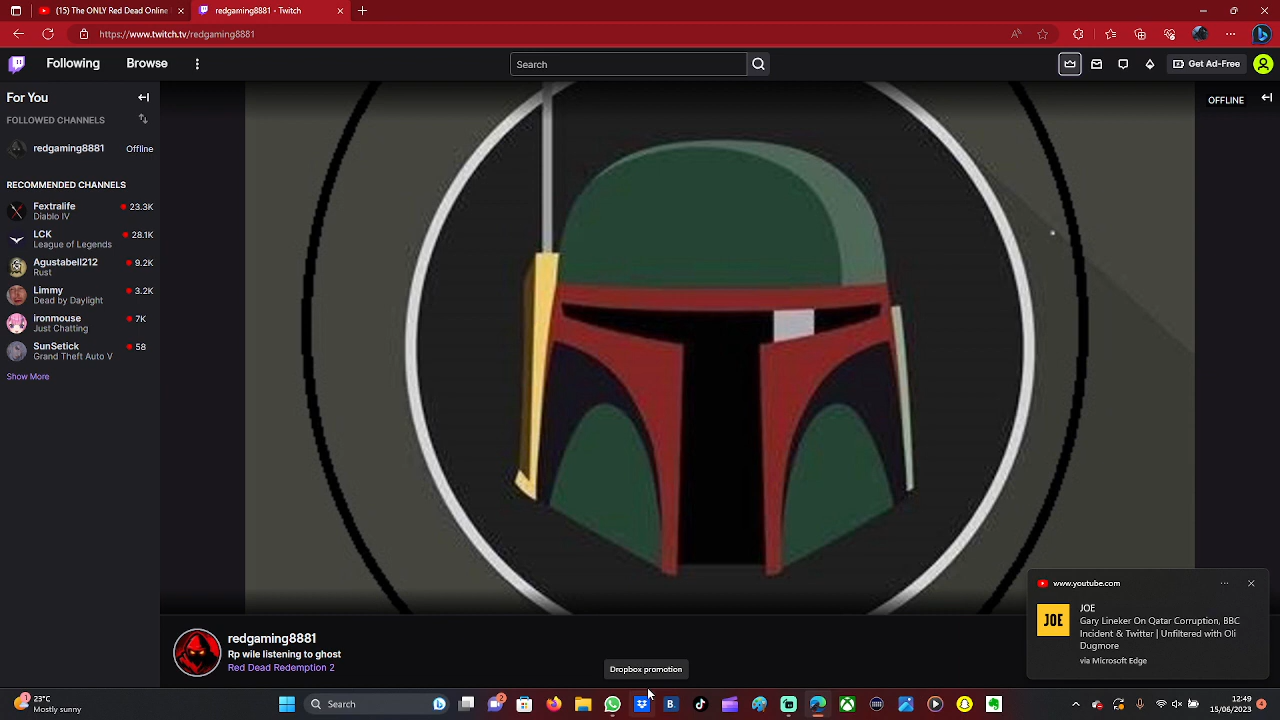 (15) The ONLY Red Dead Online
redgaming8881 - Twitch
https://www.twitch.tv/redgaming8881
Following
Browse
Search
Get Ad-Free
For You
OFFLINE
FOLLOWED CHANNELS
redgaming8881
Offline
RECOMMENDED CHANNELS
Fextralife
23.3K
Diablo IV
LCK
28.1K
League of Legends
Agustabell212
9.2K
Rust
Limmy
3.2K
Dead by Daylight
ironmouse
7K
Just Chatting
SunSetick
58
Grand Theft Auto V
Show More
www.youtube.com
JOE
JOE
Gary Lineker On Qatar Corruption, BBC
Incident & Twitter | Unfiltered with Oli
Dugmore
via Microsoft Edge
redgaming8881
Rp wile listening to ghost
Red Dead Redemption 2
Dropbox promotion
23°C
Mostly sunny
Search
12:49
15/06/2023